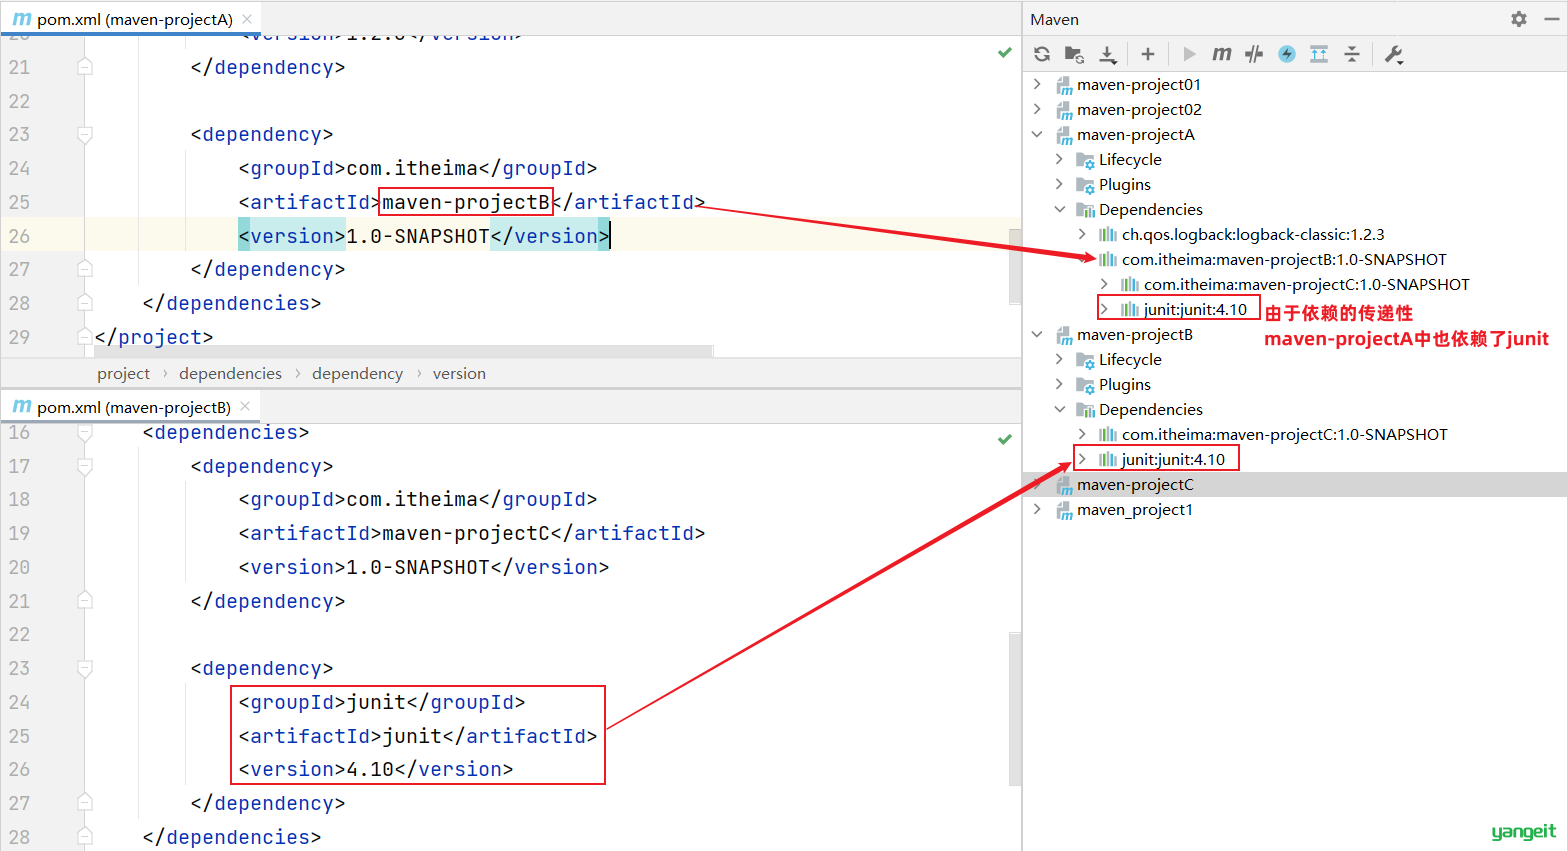 pom.xml (maven-projectA)
<version>1.2.3</version>
21 </dependency>
22
23 <dependency>
24 <groupId>com.itheima</groupId>
25 <artifactId>maven-projectB</artifactId>
26 <version>1.0-SNAPSHOT</version>
27 </dependency>
28 </dependencies>
29 </project>
project › dependencies › dependency › version
pom.xml (maven-projectB)
16 <dependencies>
17 <dependency>
18 <groupId>com.itheima</groupId>
19 <artifactId>maven-projectC</artifactId>
20 <version>1.0-SNAPSHOT</version>
21 </dependency>
22
23 <dependency>
24 <groupId>junit</groupId>
25 <artifactId>junit</artifactId>
26 <version>4.10</version>
27 </dependency>
28 </dependencies>
Maven
maven-project01
maven-project02
maven-projectA
Lifecycle
Plugins
Dependencies
ch.qos.logback:logback-classic:1.2.3
com.itheima:maven-projectB:1.0-SNAPSHOT
com.itheima:maven-projectC:1.0-SNAPSHOT
junit:junit:4.10
由于依赖的传递性
maven-projectA中也依赖了junit
maven-projectB
Lifecycle
Plugins
Dependencies
com.itheima:maven-projectC:1.0-SNAPSHOT
junit:junit:4.10
maven-projectC
maven_project1
yangeit